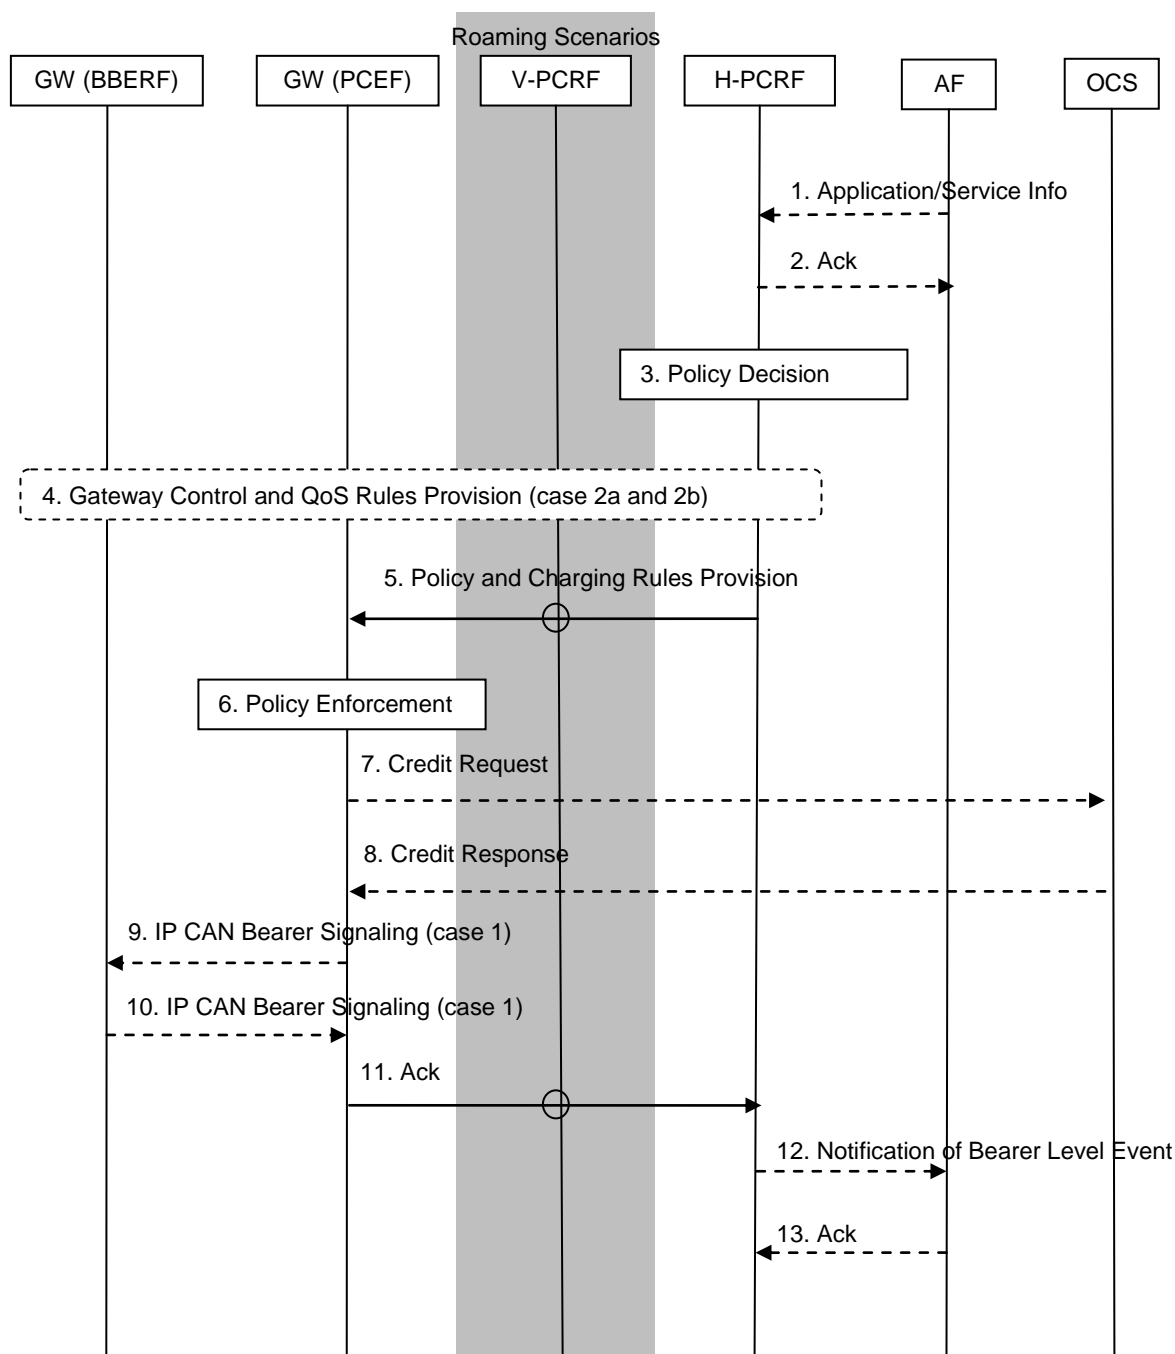 Roaming Scenarios
GW (BBERF)
GW (PCEF)
V-PCRF
H-PCRF
AF
OCS
1. Application/Service Info
2. Ack
3. Policy Decision
4. Gateway Control and QoS Rules Provision (case 2a and 2b)
5. Policy and Charging Rules Provision
6. Policy Enforcement
7. Credit Request
8. Credit Response
9. IP CAN Bearer Signaling (case 1)
10. IP CAN Bearer Signaling (case 1)
11. Ack
12. Notification of Bearer Level Event
13. Ack